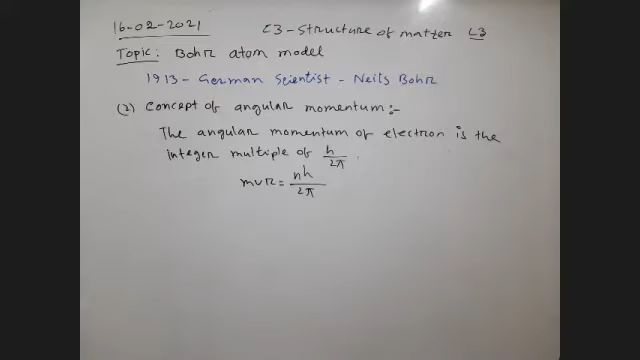 16-02-2021 C3-Structure of matter L3
Topic: Bohr atom model
1913 - German Scientist - Neils Bohr
(2) Concept of angular momentum:-
The angular momentum of electron is the
integer multiple of h/2π.
mvr = nh/2π